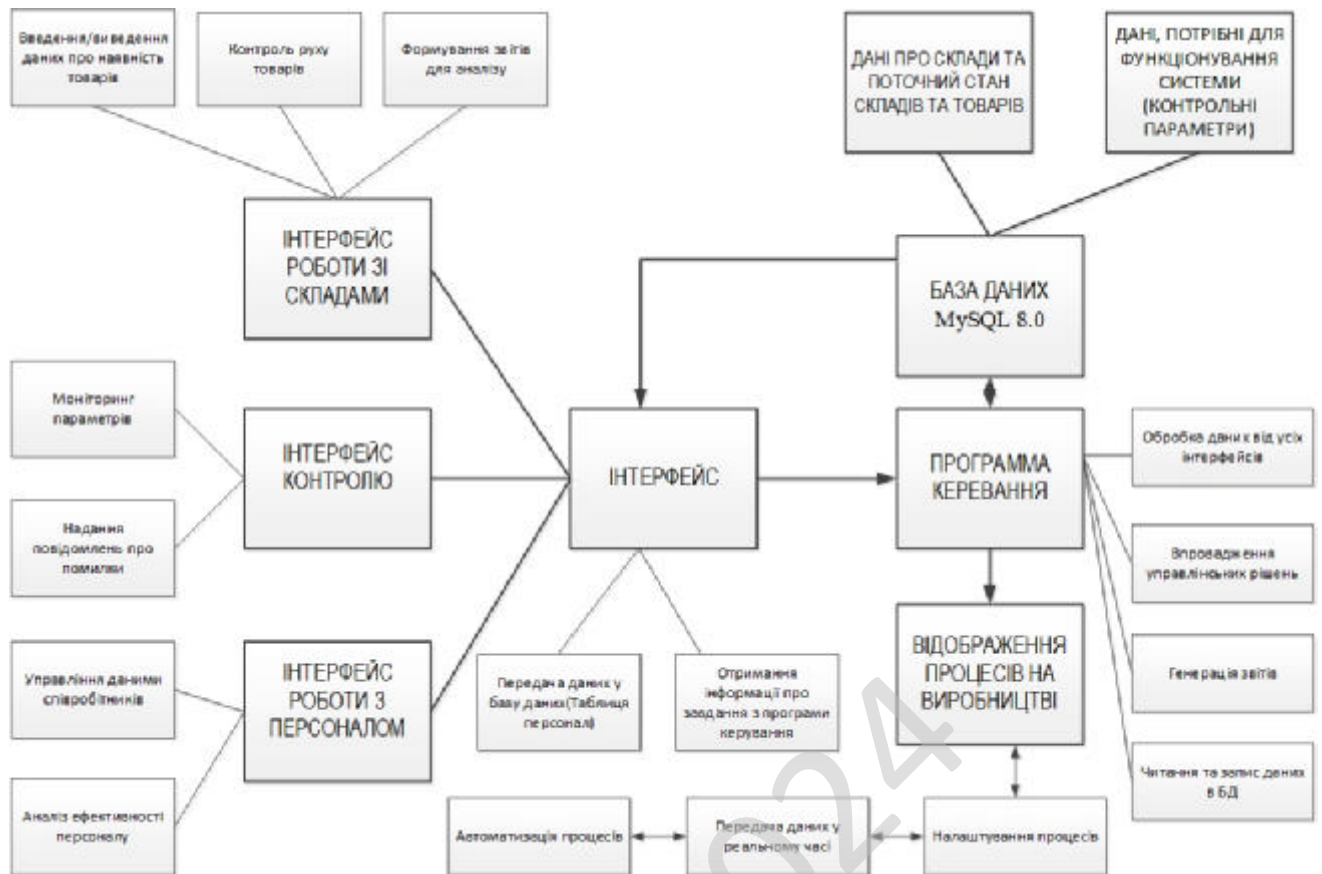 Введення/виведення
даних про наявність
товарів
Контроль руху
товарів
Формування звітів
для аналізу
ДАНІ ПРО СКЛАДИ ТА
ПОТОЧНИЙ СТАН
СКЛАДІВ ТА ТОВАРІВ
ДАНІ, ПОТРІБНІ ДЛЯ
ФУНКЦІОНУВАННЯ
СИСТЕМИ
(КОНТРОЛЬНІ
ПАРАМЕТРИ)
ІНТЕРФЕЙС
РОБОТИ ЗІ
СКЛАДАМИ
БАЗА ДАНИХ
MySQL 8.0
Моніторинг
параметрів
Надання
повідомлень про
помилки
ІНТЕРФЕЙС
КОНТРОЛЮ
ІНТЕРФЕЙС
ПРОГРАММА
КЕРЕВАННЯ
Обробка даних від усіх
інтерфейсів
Впровадження
управлінських рішень
Генерація звітів
Читання та запис даних
в БД
Управління даними
співробітників
Аналіз ефективності
персоналу
ІНТЕРФЕЙС
РОБОТИ З
ПЕРСОНАЛОМ
Передача даних у
базу даних(Таблиця
персонал)
Отримання
інформації про
завдання з програми
керування
ВІДОБРАЖЕННЯ
ПРОЦЕСІВ НА
ВИРОБНИЦТВІ
Автоматизація процесів
Передача даних у
реальному часі
Налаштування процесів
024